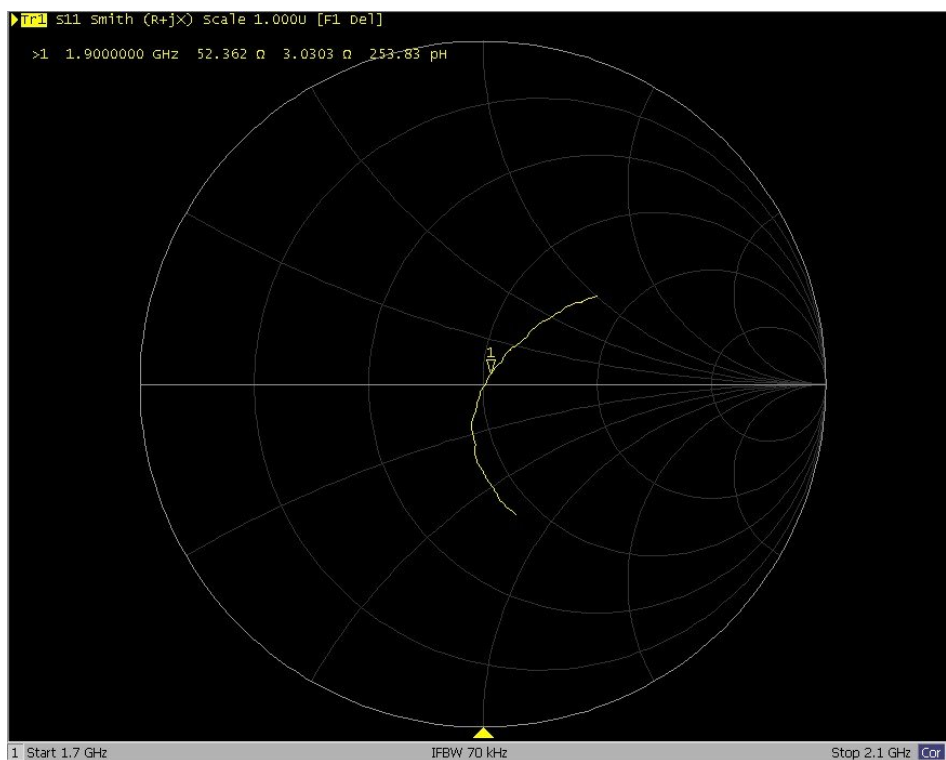 Tr1 S11 Smith (R+jX) Scale 1.000U [F1 Del]
>1 1.9000000 GHz 52.362 Ω 3.0303 Ω 253.83 pH
1
1 Start 1.7 GHz IFBW 70 kHz Stop 2.1 GHz Cor